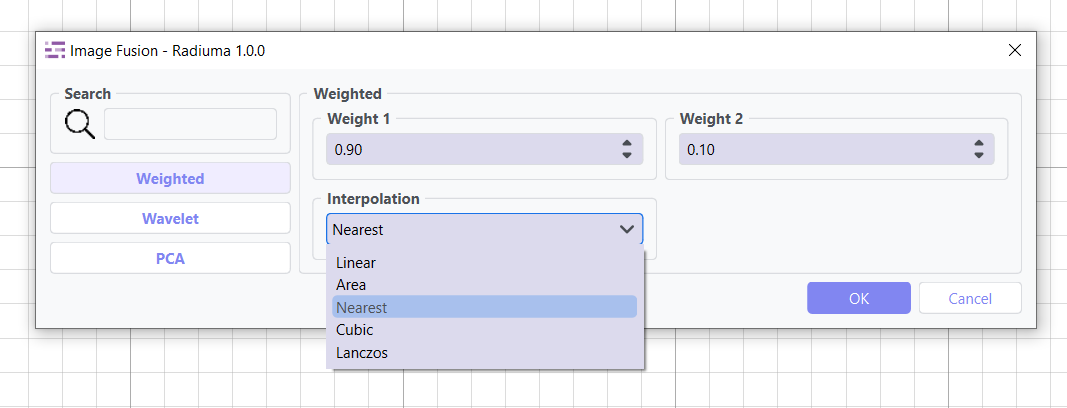 Image Fusion - Radiuma 1.0.0
Search
Weighted
Wavelet
PCA
Weighted
Weight 1
0.90
Weight 2
0.10
Interpolation
Nearest
Linear
Area
Nearest
Cubic
Lanczos
OK
Cancel